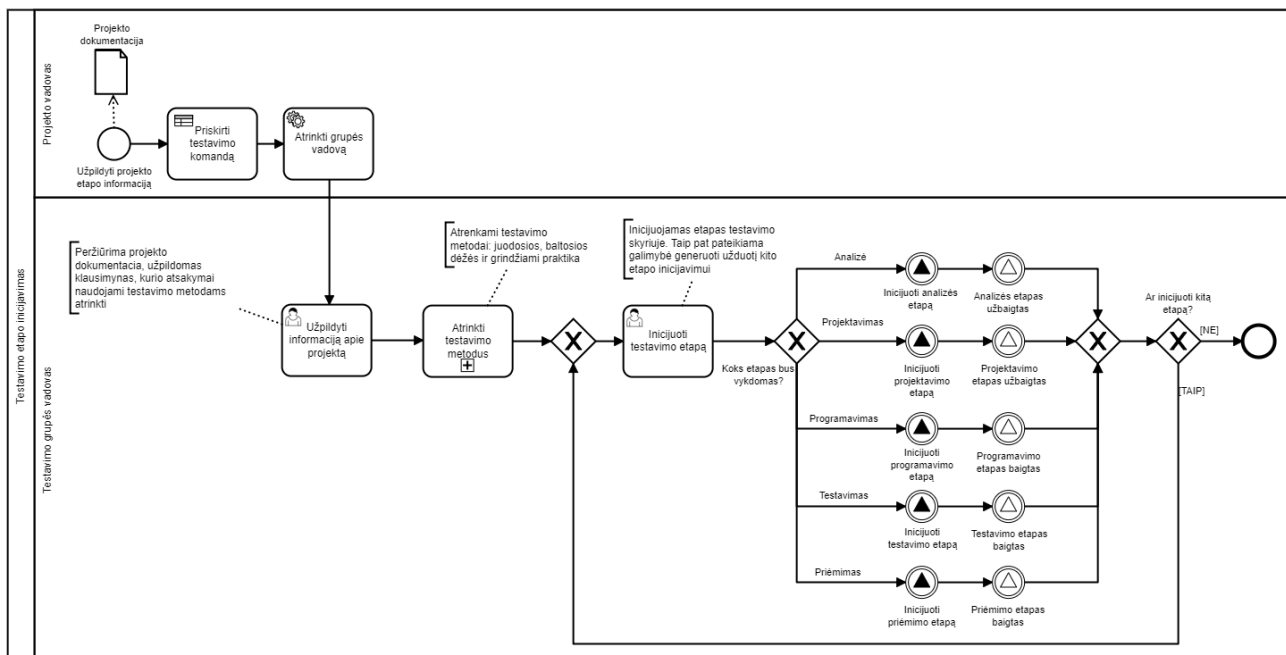 Testavimo etapo inicijavimas
Projekto vadovas
Projekto
dokumentacija
Užpildyti projekto
etapo informaciją
Priskirti
testavimo
komandą
Atrinkti grupės
vadovą
Testavimo grupės vadovas
Peržiūrima projekto
dokumentacia, užpildomas
klausimynas, kurio atsakymai
naudojami testavimo metodams
atrinkti
Užpildyti
informaciją apie
projektą
Atrenkami testavimo
metodai: juodosios, baltosios
dėžės ir grindžiami praktika
Atrinkti
testavimo
metodus
Inicijuojamas etapas testavimo
skyriuje. Taip pat pateikiama
galimybė generuoti užduotį kito
etapo inicijavimui
Inicijuoti
testavimo etapą
Koks etapas bus
vykdomas?
Analizė
Inicijuoti analizės
etapą
Analizės etapas
užbaigtas
Projektavimas
Inicijuoti
projektavimo
etapą
Projektavimo
etapas užbaigtas
Programavimas
Inicijuoti
programavimo
etapą
Programavimo
etapas baigtas
Testavimas
Inicijuoti
testavimo etapą
Testavimo etapas
baigtas
Priėmimas
Inicijuoti
priėmimo etapą
Priėmimo etapas
baigtas
Ar inicijuoti kitą
etapą?
[NE]
[TAIP]